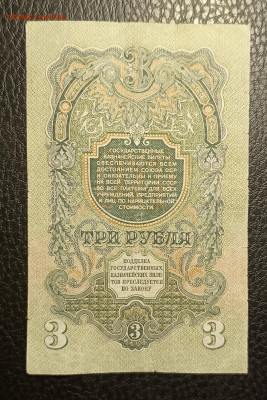 3
ГОСУДАРСТВЕННЫЕ
КАЗНАЧЕЙСКИЕ БИЛЕТЫ
ОБЕСПЕЧИВАЮТСЯ ВСЕМ
ДОСТОЯНИЕМ СОЮЗА ССР
И ОБЯЗАТЕЛЬНЫ К ПРИЕМУ
НА ВСЕЙ ТЕРРИТОРИИ СССР
ВО ВСЕ ПЛАТЕЖИ ДЛЯ ВСЕХ
УЧРЕЖДЕНИЙ, ПРЕДПРИЯТИЙ
И ЛИЦ ПО НАРИЦАТЕЛЬНОЙ
СТОИМОСТИ.
ТРИ РУБЛЯ
ПОДДЕЛКА
ГОСУДАРСТВЕННЫХ
КАЗНАЧЕЙСКИХ БИЛЕ-
ТОВ ПРЕСЛЕДУЕТСЯ
ПО ЗАКОНУ
3 3 3